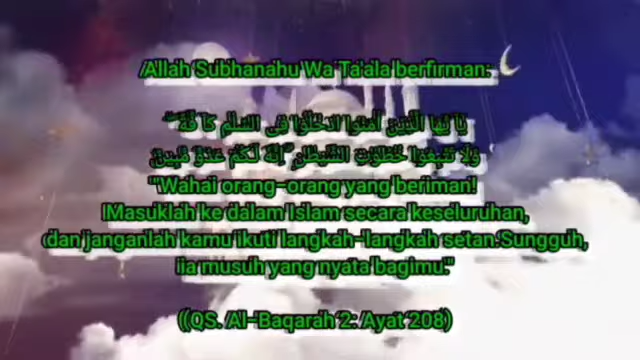 Allah Subhanahu Wa Ta'ala berfirman:
يَا يُّهَا الَّذِيْنَ اٰمَنُوا ادْخُلُوْا فِى السِّلْمِ كَآ فَّةً ۖ
وَّلَا تَتَّبِعُوْا خُطُوٰتِ الشَّيْطٰنِ ۗ اِنَّهٗ لَـکُمْ عَدُوٌّ مُّبِيْنٌ
"Wahai orang-orang yang beriman!
Masuklah ke dalam Islam secara keseluruhan,
dan janganlah kamu ikuti langkah-langkah setan.Sungguh,
ia musuh yang nyata bagimu."
(QS. Al-Baqarah 2: Ayat 208)